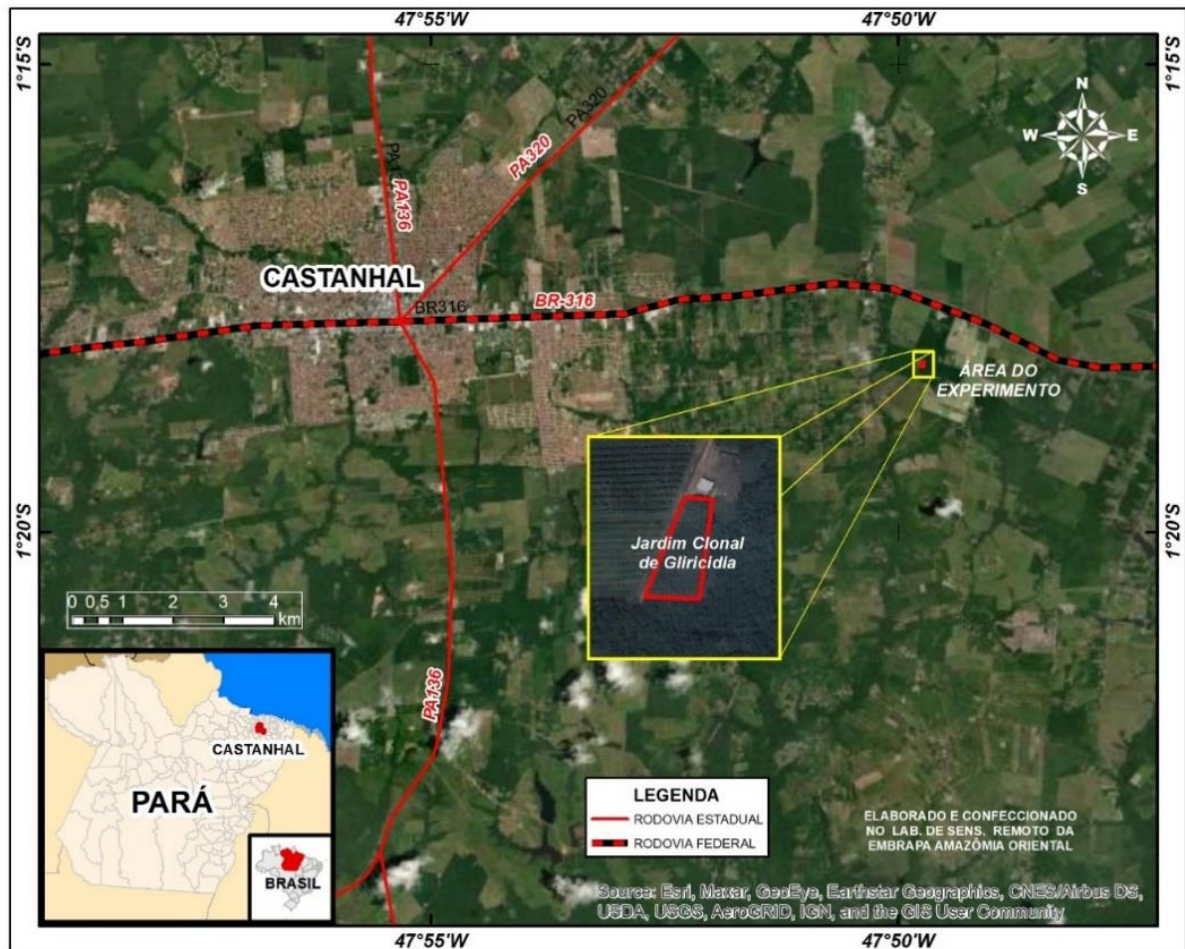 47°55'W
47°50'W
1°15'S
1°15'S
N
W
E
S
PA320
PA320
PA1
PA136
CASTANHAL
BR316
BR-316
ÁREA DO
EXPERIMENTO
1°20'S
1°20'S
Jardim Clonal
de Gliricidia
0 0,5 1 2 3 4
km
PA136
CASTANHAL
PARÁ
BRASIL
LEGENDA
RODOVIA ESTADUAL
RODOVIA FEDERAL
ELABORADO E CONFECCIONADO
NO LAB. DE SENS. REMOTO DA
EMBRAPA AMAZÔMIA ORIENTAL
Source: Esri, Maxar, GeoEye, Earthstar Geographics, CNES/Airbus DS,
USDA, USGS, AeroGRID, IGN, and the GIS User Community
47°55'W
47°50'W